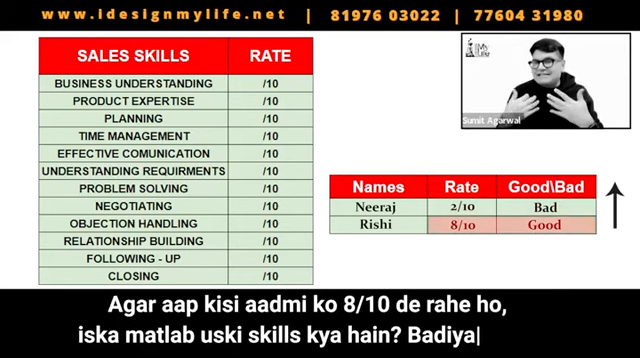 www.idesignmylife.net | 81976 03022 | 77604 31980
SALES SKILLS RATE
BUSINESS UNDERSTANDING /10
PRODUCT EXPERTISE /10
PLANNING /10
TIME MANAGEMENT /10
EFFECTIVE COMUNICATION /10
UNDERSTANDING REQUIRMENTS /10
PROBLEM SOLVING /10
NEGOTIATING /10
OBJECTION HANDLING /10
RELATIONSHIP BUILDING /10
FOLLOWING - UP /10
CLOSING /10
Sumit Agarwal
Names Rate Good\Bad
Neeraj 2/10 Bad
Rishi 8/10 Good
Agar aap kisi aadmi ko 8/10 de rahe ho,
iska matlab uski skills kya hain? Badiya|